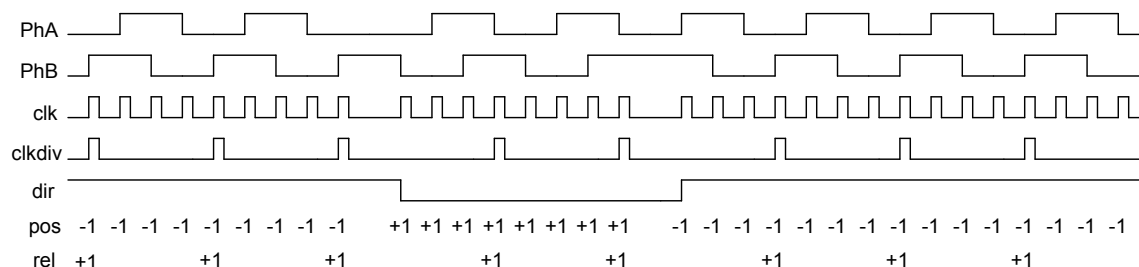 PhA
PhB
clk
clkdiv
dir
pos -1 -1 -1 -1 -1 -1 -1 -1 -1 +1 +1 +1 +1 +1 +1 +1 +1 -1 -1 -1 -1 -1 -1 -1 -1 -1 -1 -1 -1 -1 -1 -1
rel +1 +1 +1 +1 +1 +1 +1 +1